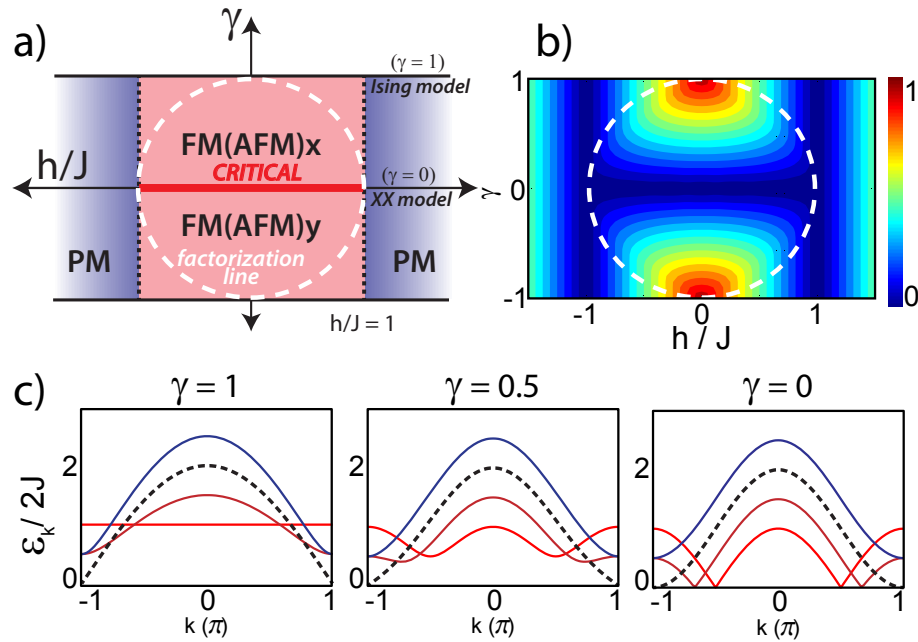 a)
γ
(γ = 1)
Ising model
FM(AFM)x
CRITICAL
h/J
(γ = 0)
XX model
FM(AFM)y
PM
factorization
line
PM
h/J = 1
b)
1
γ
0
-1
-1
0
1
h / J
1
0
c)
γ = 1
γ = 0.5
γ = 0
εk/ 2J
2
0
-1
0
1
k (π)
2
0
-1
0
1
k (π)
2
0
-1
0
1
k (π)